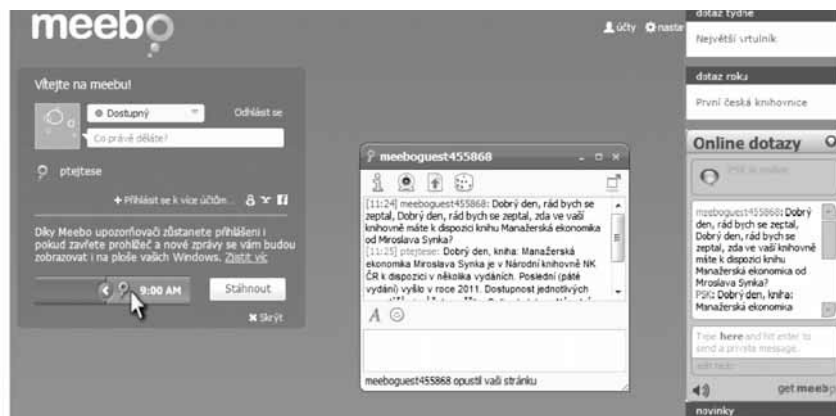 meebo
účty
naste
Vítejte na meebu!
Dostupný
Odhlásit se
Co právě děláte?
ptejtese
+ Přihlásit se k více účtům...
Díky Meebo upozorňovači zůstanete přihlášeni i
pokud zavřete prohlížeč a nové zprávy se vám budou
zobrazovat i na ploše vašich Windows. Zjistit víc
9:00 AM
Stáhnout
Skrýt
meeboguest455868
[11:24] meeboguest455868: Dobrý den, rád bych se
zeptal, Dobrý den, rád bych se zeptal, zda ve vaší
knihovně máte k dispozici knihu Manažerská ekonomika
od Miroslava Synka?
[11:25] ptejtese: Dobrý den, kniha: Manažerská
ekonomika Miroslava Synka je v Národní knihovně NK
ČR k dispozici v několika vydáních. Poslední (páté
vydání) vyšlo v roce 2011. Dostupnost jednotlivých
A
meeboguest455868 opustil vaši stránku
dotaz týdne
Největší vrtulník
dotaz roku
První česká knihovnice
Online dotazy
PSK is online
meeboguest455868: Dobrý
den, rád bych se zeptal,
Dobrý den, rád bych se
zeptal, zda ve vaší knihovně
máte k dispozici knihu
Manažerská ekonomika od
Miroslava Synka?
PSK: Dobrý den, kniha:
Manažerská ekonomika
Type here and hit enter to
send a private message.
edit nick
get meebo
novinky